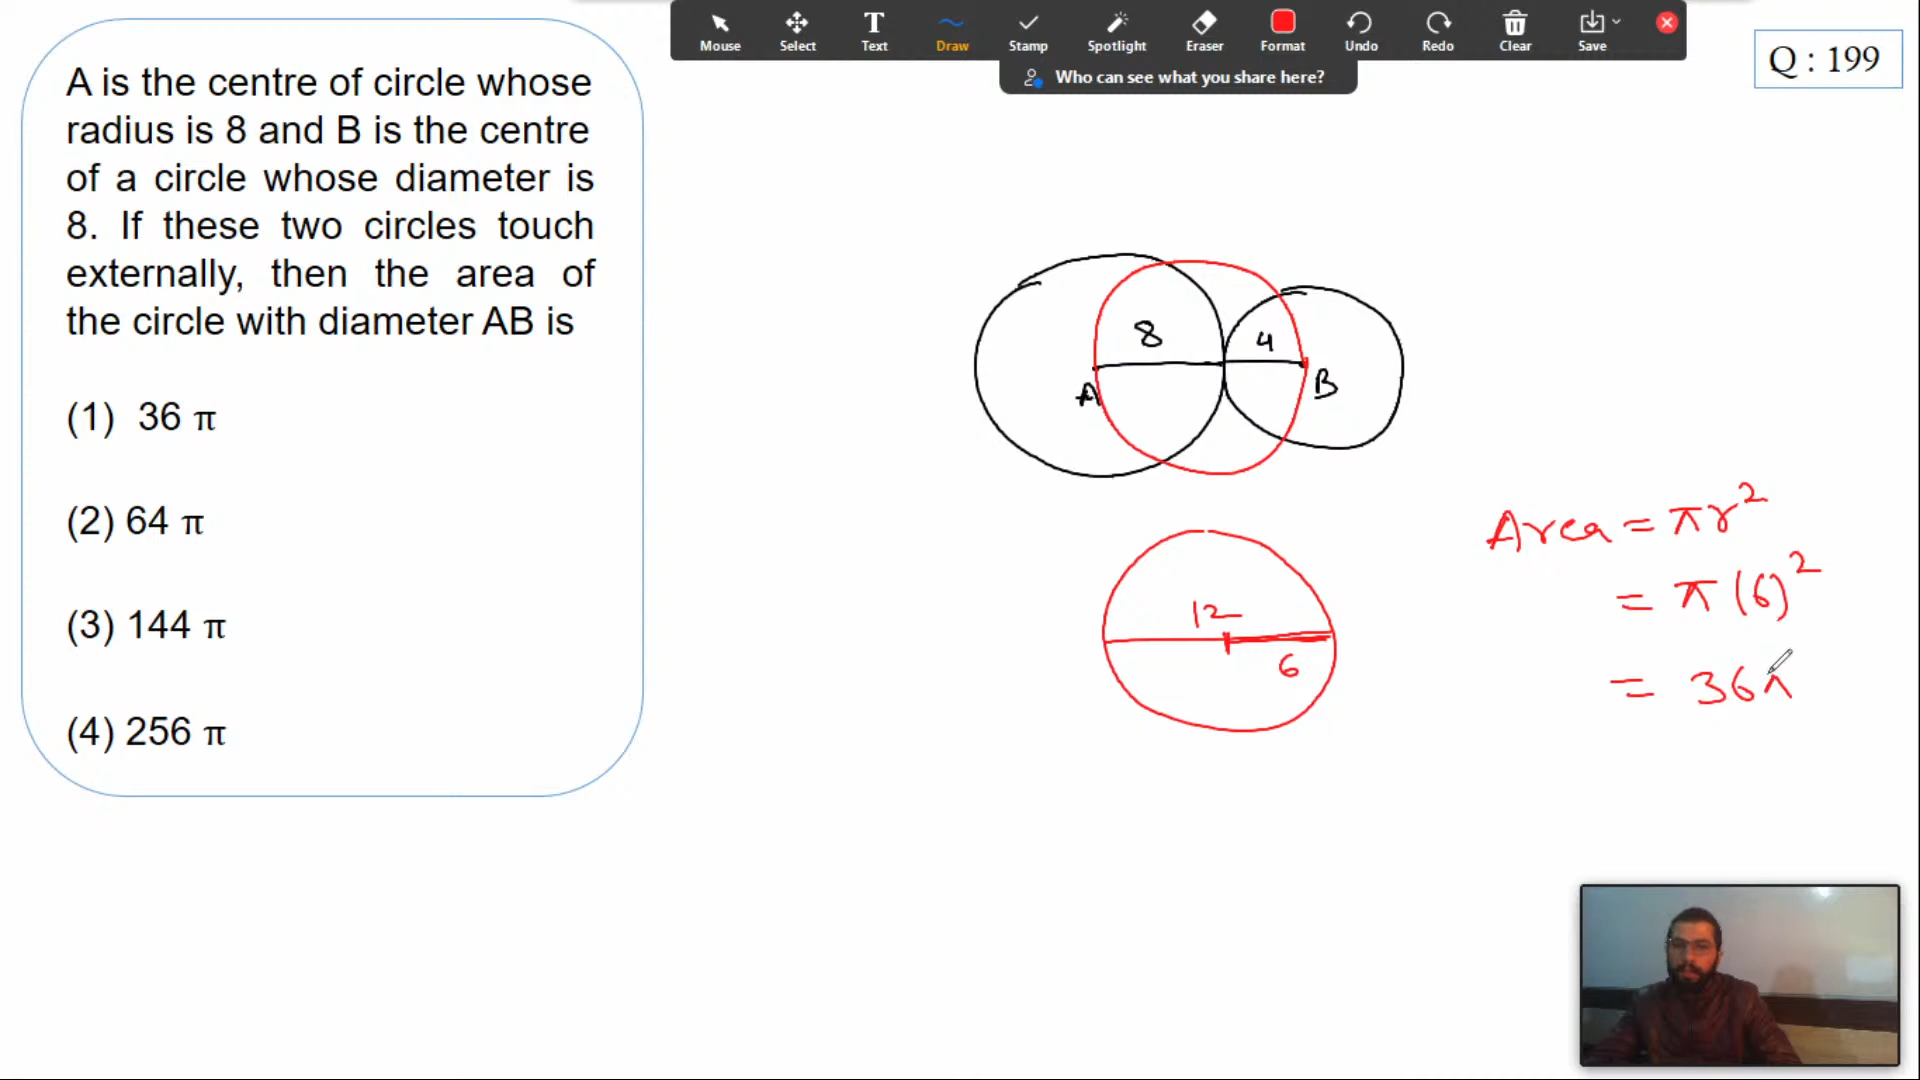 Mouse Select Text Draw Stamp Spotlight Eraser Format Undo Redo Clear Save
Who can see what you share here?
Q : 199
A is the centre of circle whose
radius is 8 and B is the centre
of a circle whose diameter is
8. If these two circles touch
externally, then the area of
the circle with diameter AB is
(1) 36 π
(2) 64 π
(3) 144 π
(4) 256 π
8 4
A B
12
6
Area = πr²
= π (6)²
= 36π